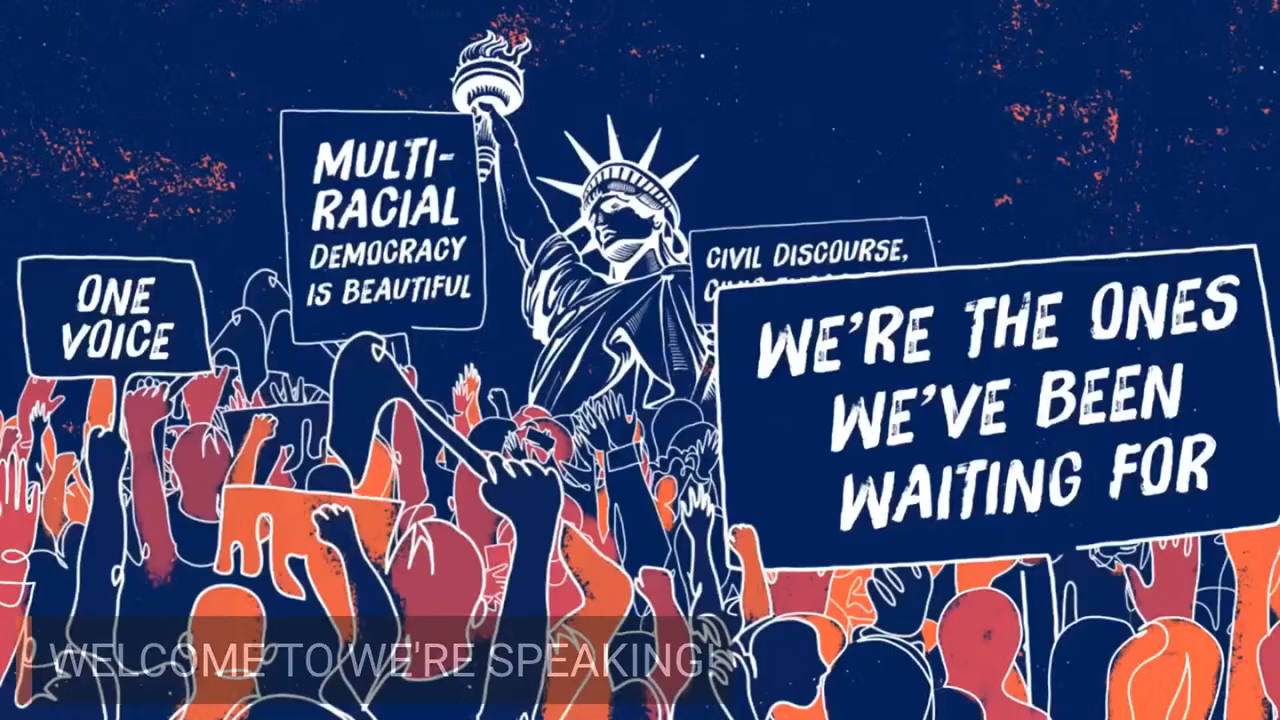 MULTI-
RACIAL
DEMOCRACY
IS BEAUTIFUL
ONE
VOICE
CIVIL DISCOURSE,
WE'RE THE ONES
WE'VE BEEN
WAITING FOR
WELCOME TO WE'RE SPEAKING!